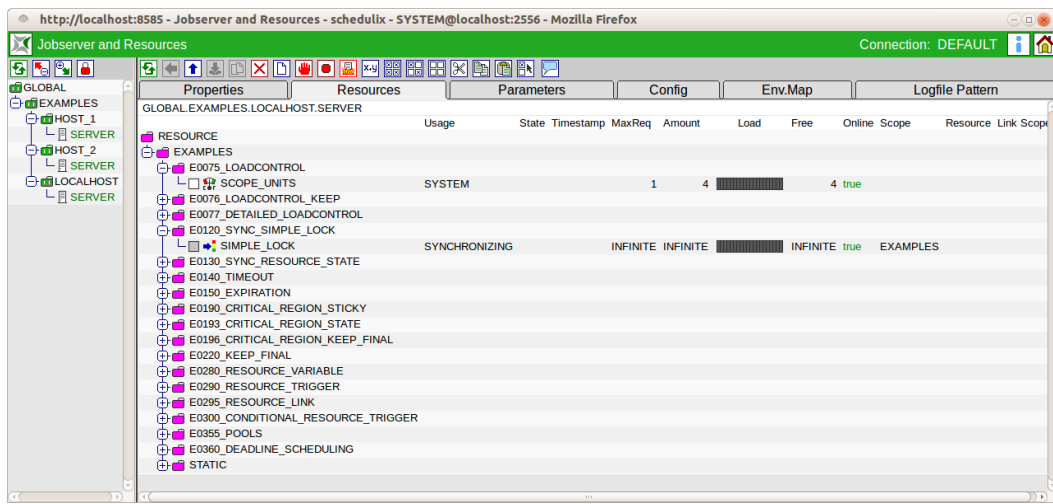 http://localhost:8585 - Jobserver and Resources - schedulix - SYSTEM@localhost:2556 - Mozilla Firefox
Jobserver and Resources
Connection: DEFAULT
GLOBAL
EXAMPLES
HOST_1
SERVER
HOST_2
SERVER
LOCALHOST
SERVER
Properties Resources Parameters Config Env.Map Logfile Pattern
GLOBAL.EXAMPLES.LOCALHOST.SERVER
Usage State Timestamp MaxReq Amount Load Free Online Scope Resource Link Scope
RESOURCE
EXAMPLES
E0075_LOADCONTROL
SCOPE_UNITS SYSTEM 1 4 4 true
E0076_LOADCONTROL_KEEP
E0077_DETAILED_LOADCONTROL
E0120_SYNC_SIMPLE_LOCK
SIMPLE_LOCK SYNCHRONIZING INFINITE INFINITE INFINITE true EXAMPLES
E0130_SYNC_RESOURCE_STATE
E0140_TIMEOUT
E0150_EXPIRATION
E0190_CRITICAL_REGION_STICKY
E0193_CRITICAL_REGION_STATE
E0196_CRITICAL_REGION_KEEP_FINAL
E0220_KEEP_FINAL
E0280_RESOURCE_VARIABLE
E0290_RESOURCE_TRIGGER
E0295_RESOURCE_LINK
E0300_CONDITIONAL_RESOURCE_TRIGGER
E0355_POOLS
E0360_DEADLINE_SCHEDULING
STATIC